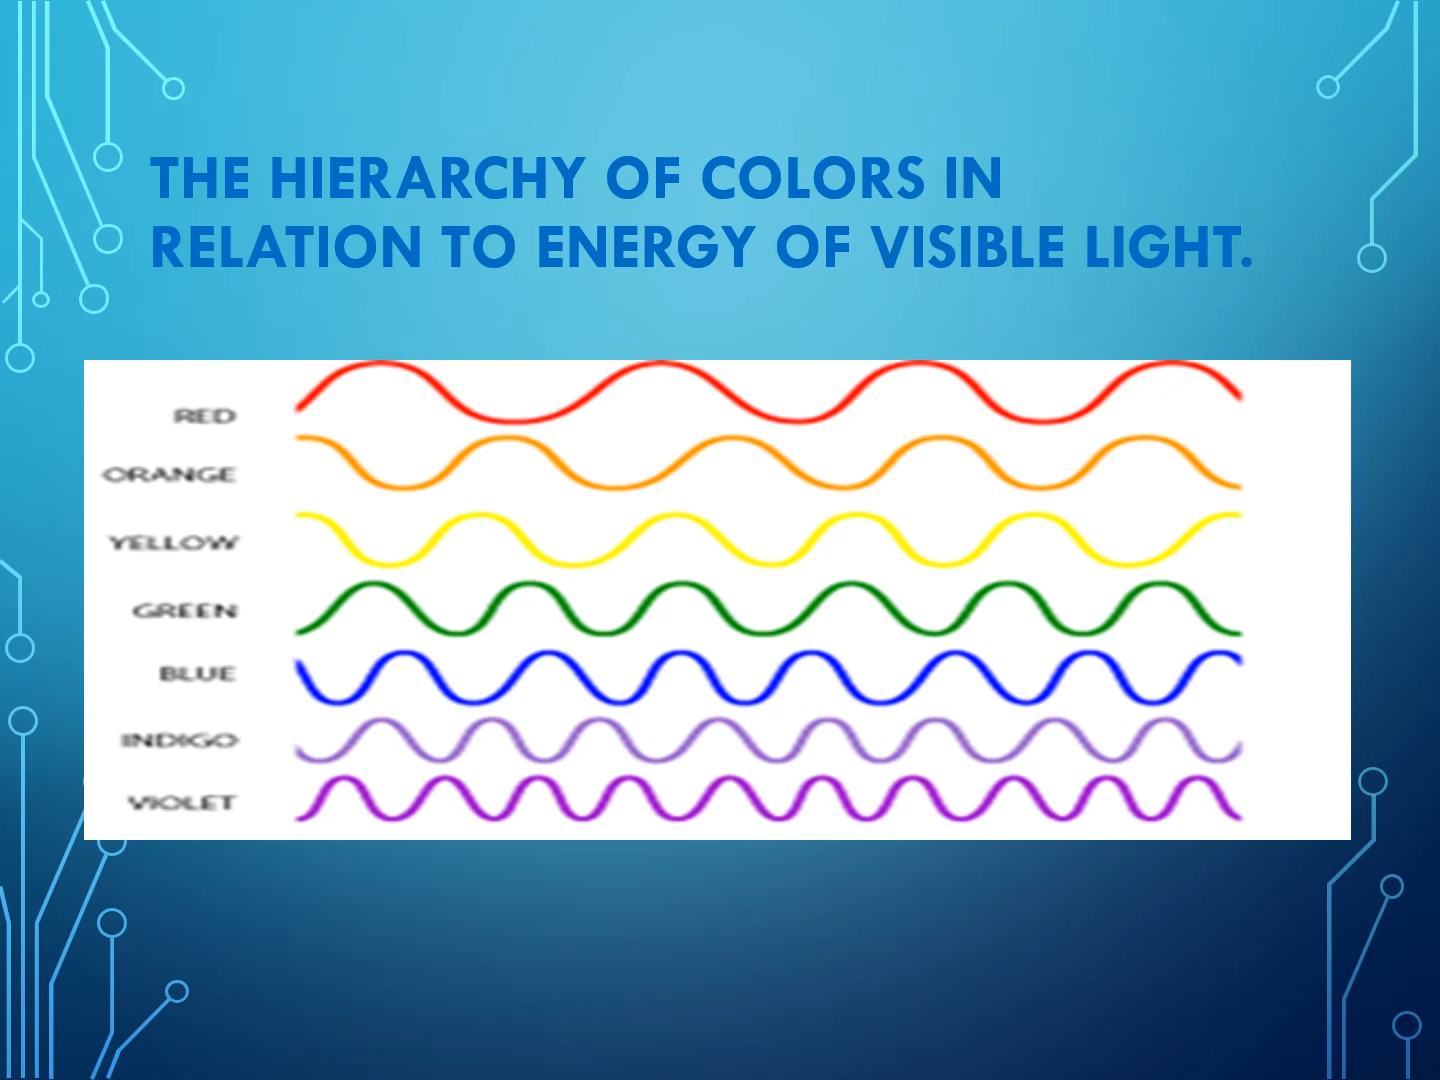 THE HIERARCHY OF COLORS IN
RELATION TO ENERGY OF VISIBLE LIGHT.
RED
ORANGE
YELLOW
GREEN
BLUE
INDIGO
VIOLET